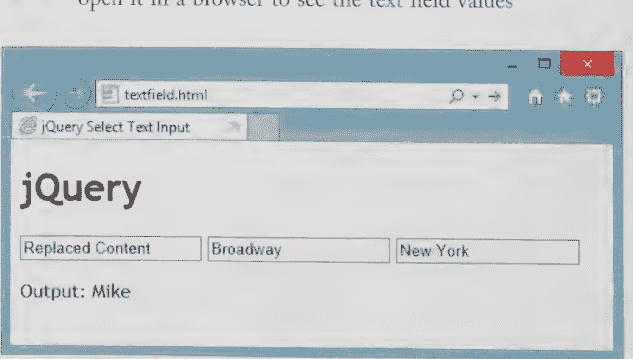 open it in a browser to see the text field values
textfield.html
jQuery Select Text Input
jQuery
Replaced Content Broadway New York
Output: Mike